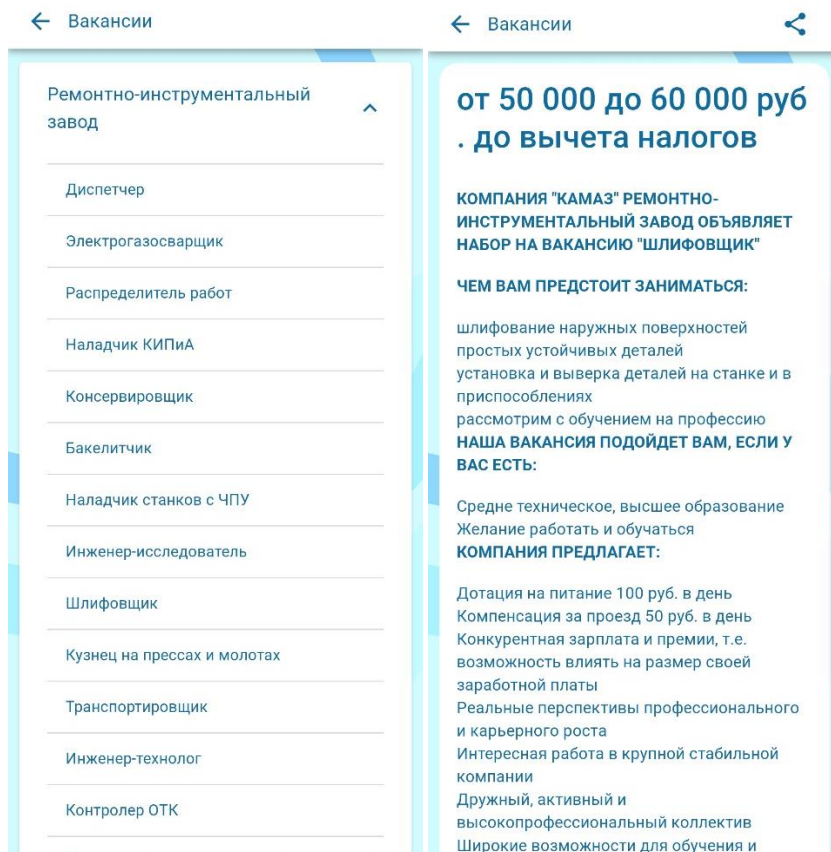 Вакансии
Ремонтно-инструментальный
завод
Диспетчер
Электрогазосварщик
Распределитель работ
Наладчик КИПиА
Консервировщик
Бакелитчик
Наладчик станков с ЧПУ
Инженер-исследователь
Шлифовщик
Кузнец на прессах и молотах
Транспортировщик
Инженер-технолог
Контролер ОТК
Вакансии
от 50 000 до 60 000 руб
. до вычета налогов
КОМПАНИЯ "КАМАЗ" РЕМОНТНО-
ИНСТРУМЕНТАЛЬНЫЙ ЗАВОД ОБЪЯВЛЯЕТ
НАБОР НА ВАКАНСИЮ "ШЛИФОВЩИК"
ЧЕМ ВАМ ПРЕДСТОИТ ЗАНИМАТЬСЯ:
шлифование наружных поверхностей
простых устойчивых деталей
установка и выверка деталей на станке и в
приспособлениях
рассмотрим с обучением на профессию
НАША ВАКАНСИЯ ПОДОЙДЕТ ВАМ, ЕСЛИ У
ВАС ЕСТЬ:
Средне техническое, высшее образование
Желание работать и обучаться
КОМПАНИЯ ПРЕДЛАГАЕТ:
Дотация на питание 100 руб. в день
Компенсация за проезд 50 руб. в день
Конкурентная зарплата и премии, т.е.
возможность влиять на размер своей
заработной платы
Реальные перспективы профессионального
и карьерного роста
Интересная работа в крупной стабильной
компании
Дружный, активный и
высокопрофессиональный коллектив
Широкие возможности для обучения и